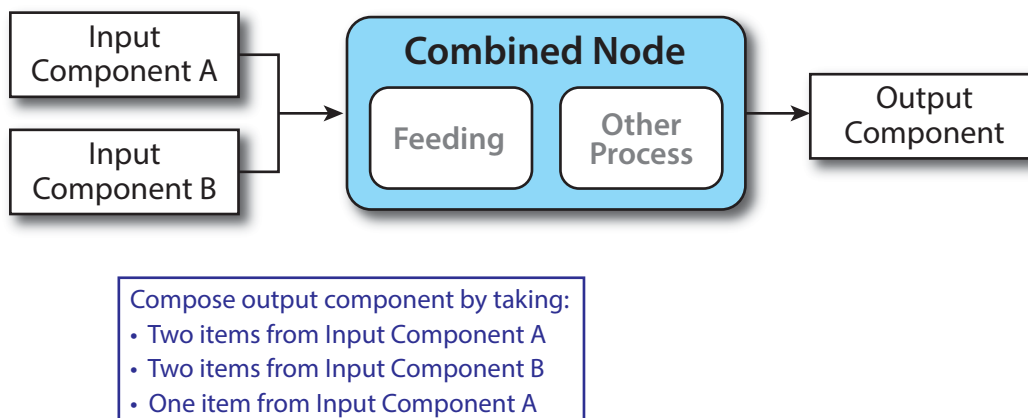 Input
Component A
Input
Component B
Combined Node
Feeding
Other
Process
Output
Component
Compose output component by taking:
• Two items from Input Component A
• Two items from Input Component B
• One item from Input Component A